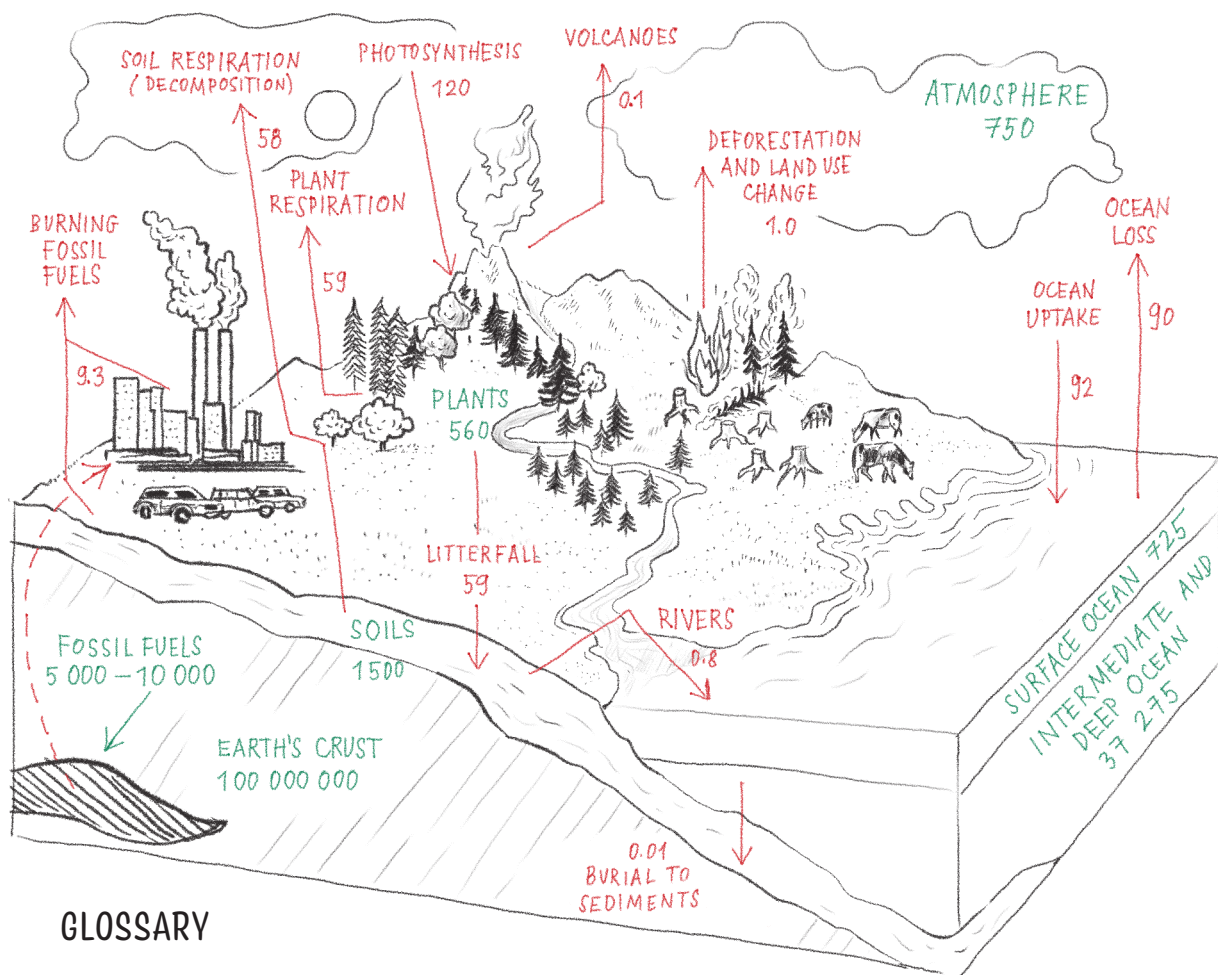 SOIL RESPIRATION
(DECOMPOSITION)
58
PHOTOSYNTHESIS
120
VOLCANOES
0.1
ATMOSPHERE
750
DEFORESTATION
AND LAND USE
CHANGE
1.0
PLANT
RESPIRATION
59
BURNING
FOSSIL
FUELS
9.3
OCEAN
LOSS
90
OCEAN
UPTAKE
92
PLANTS
560
LITTERFALL
59
RIVERS
0.8
SOILS
1500
FOSSIL FUELS
5 000 – 10 000
EARTH'S CRUST
100 000 000
SURFACE OCEAN 725
INTERMEDIATE AND
DEEP OCEAN
37 275
0.01
BURIAL TO
SEDIMENTS
GLOSSARY